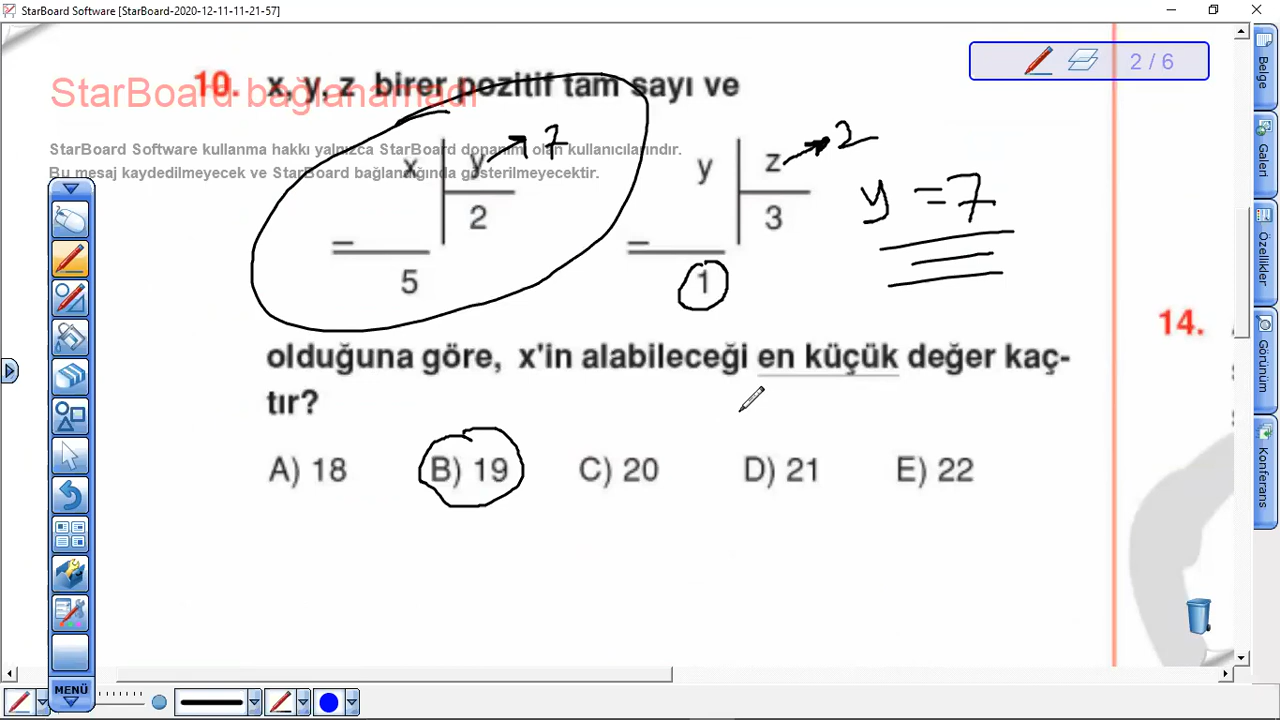 StarBoard Software [StarBoard-2020-12-11-11-21-57]
2 / 6
10. x, y, z birer pozitif tam sayı ve
StarBoard bağlanamadı
StarBoard Software kullanma hakkı yalnızca StarBoard donanımı olan kullanıcılarındır.
Bu mesaj kaydedilmeyecek ve StarBoard bağlandığında gösterilmeyecektir.
x y → 7
2
5
y z → 2
3
1
y = 7
olduğuna göre, x'in alabileceği en küçük değer kaç-
tır?
A) 18 B) 19 C) 20 D) 21 E) 22
14.
Belge
Galeri
Özellikler
Görünüm
Konferans
MENÜ